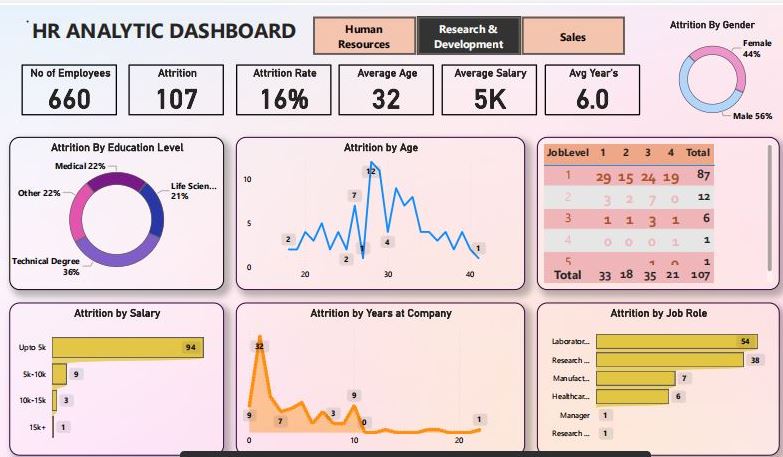 HR ANALYTIC DASHBOARD
Human
Resources
Research &
Development
Sales
Attrition By Gender
Female
44%
Male 56%
No of Employees
660
Attrition
107
Attrition Rate
16%
Average Age
32
Average Salary
5K
Avg Year's
6.0
Attrition By Education Level
Medical 22%
Other 22%
Life Scien...
21%
Technical Degree
36%
Attrition by Age
10
5
0
20
30
40
2
2
7
1
12
4
1
JobLevel 1 2 3 4 Total
1 29 15 24 19 87
2 3 2 7 0 12
3 1 1 3 1 6
4 0 0 0 1 1
5 1 0 1
Total 33 18 35 21 107
Attrition by Salary
Upto 5k 94
5k-10k 9
10k-15k 3
15k+ 1
Attrition by Years at Company
32
9
7
3
9
0
1
0
10
20
Attrition by Job Role
Laborator... 54
Research ... 38
Manufact... 7
Healthcar... 6
Manager 1
Research ... 1